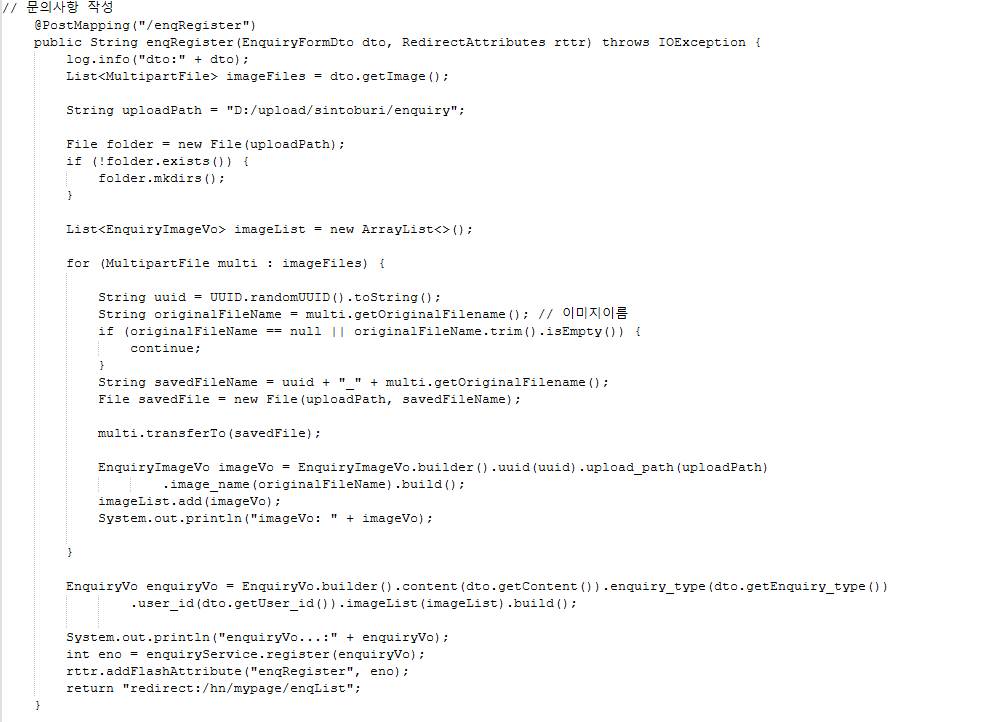 // 문의사항 작성
@PostMapping("/enqRegister")
public String enqRegister(EnquiryFormDto dto, RedirectAttributes rttr) throws IOException {
log.info("dto:" + dto);
List<MultipartFile> imageFiles = dto.getImage();
String uploadPath = "D:/upload/sintoburi/enquiry";
File folder = new File(uploadPath);
if (!folder.exists()) {
folder.mkdirs();
}
List<EnquiryImageVo> imageList = new ArrayList<>();
for (MultipartFile multi : imageFiles) {
String uuid = UUID.randomUUID().toString();
String originalFileName = multi.getOriginalFilename(); // 이미지이름
if (originalFileName == null || originalFileName.trim().isEmpty()) {
continue;
}
String savedFileName = uuid + "_" + multi.getOriginalFilename();
File savedFile = new File(uploadPath, savedFileName);
multi.transferTo(savedFile);
EnquiryImageVo imageVo = EnquiryImageVo.builder().uuid(uuid).upload_path(uploadPath)
.image_name(originalFileName).build();
imageList.add(imageVo);
System.out.println("imageVo: " + imageVo);
}
EnquiryVo enquiryVo = EnquiryVo.builder().content(dto.getContent()).enquiry_type(dto.getEnquiry_type())
.user_id(dto.getUser_id()).imageList(imageList).build();
System.out.println("enquiryVo...:" + enquiryVo);
int eno = enquiryService.register(enquiryVo);
rttr.addFlashAttribute("enqRegister", eno);
return "redirect:/hn/mypage/enqList";
}